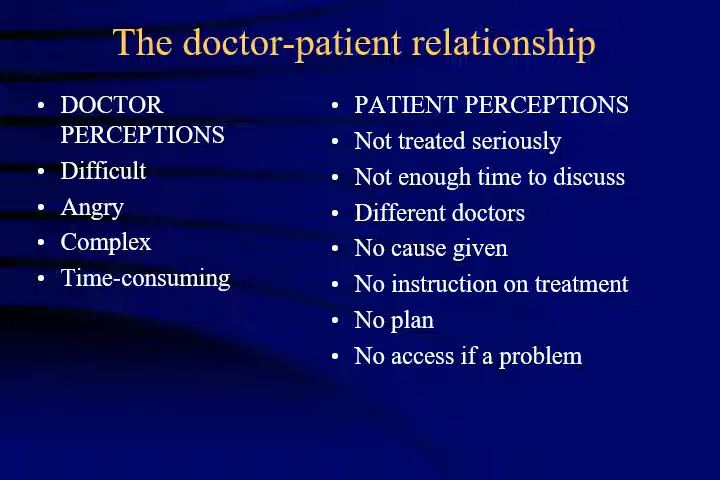 The doctor-patient relationship
• DOCTOR
PERCEPTIONS
• Difficult
• Angry
• Complex
• Time-consuming
• PATIENT PERCEPTIONS
• Not treated seriously
• Not enough time to discuss
• Different doctors
• No cause given
• No instruction on treatment
• No plan
• No access if a problem